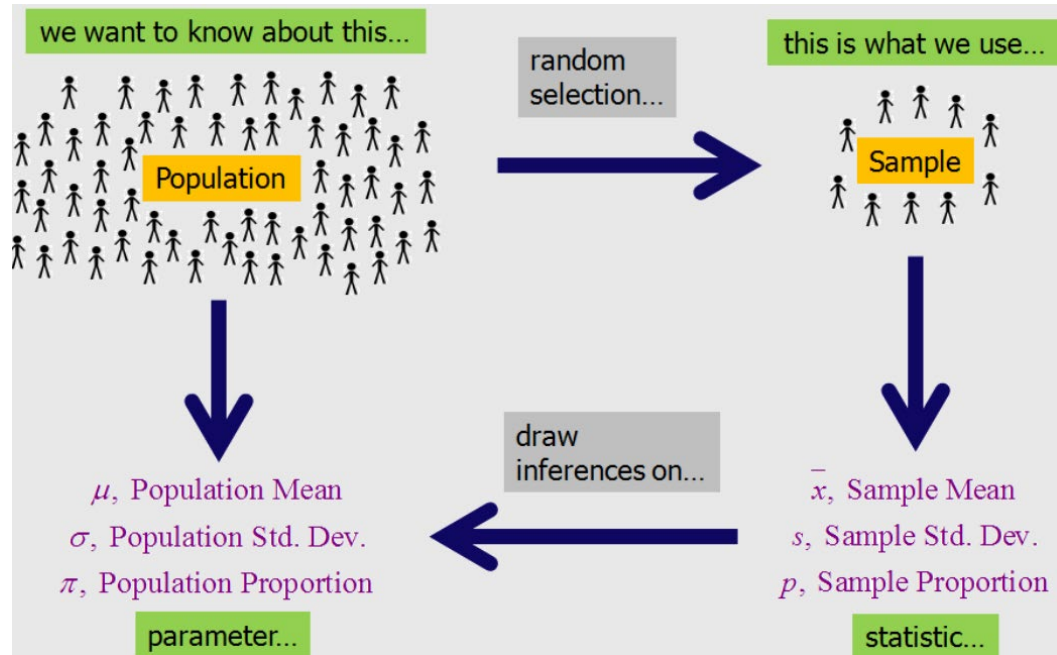 we want to know about this...
this is what we use...
random
selection...
Population
Sample
draw
inferences on...
μ, Population Mean
σ, Population Std. Dev.
π, Population Proportion
parameter...
x̄, Sample Mean
s, Sample Std. Dev.
p, Sample Proportion
statistic...